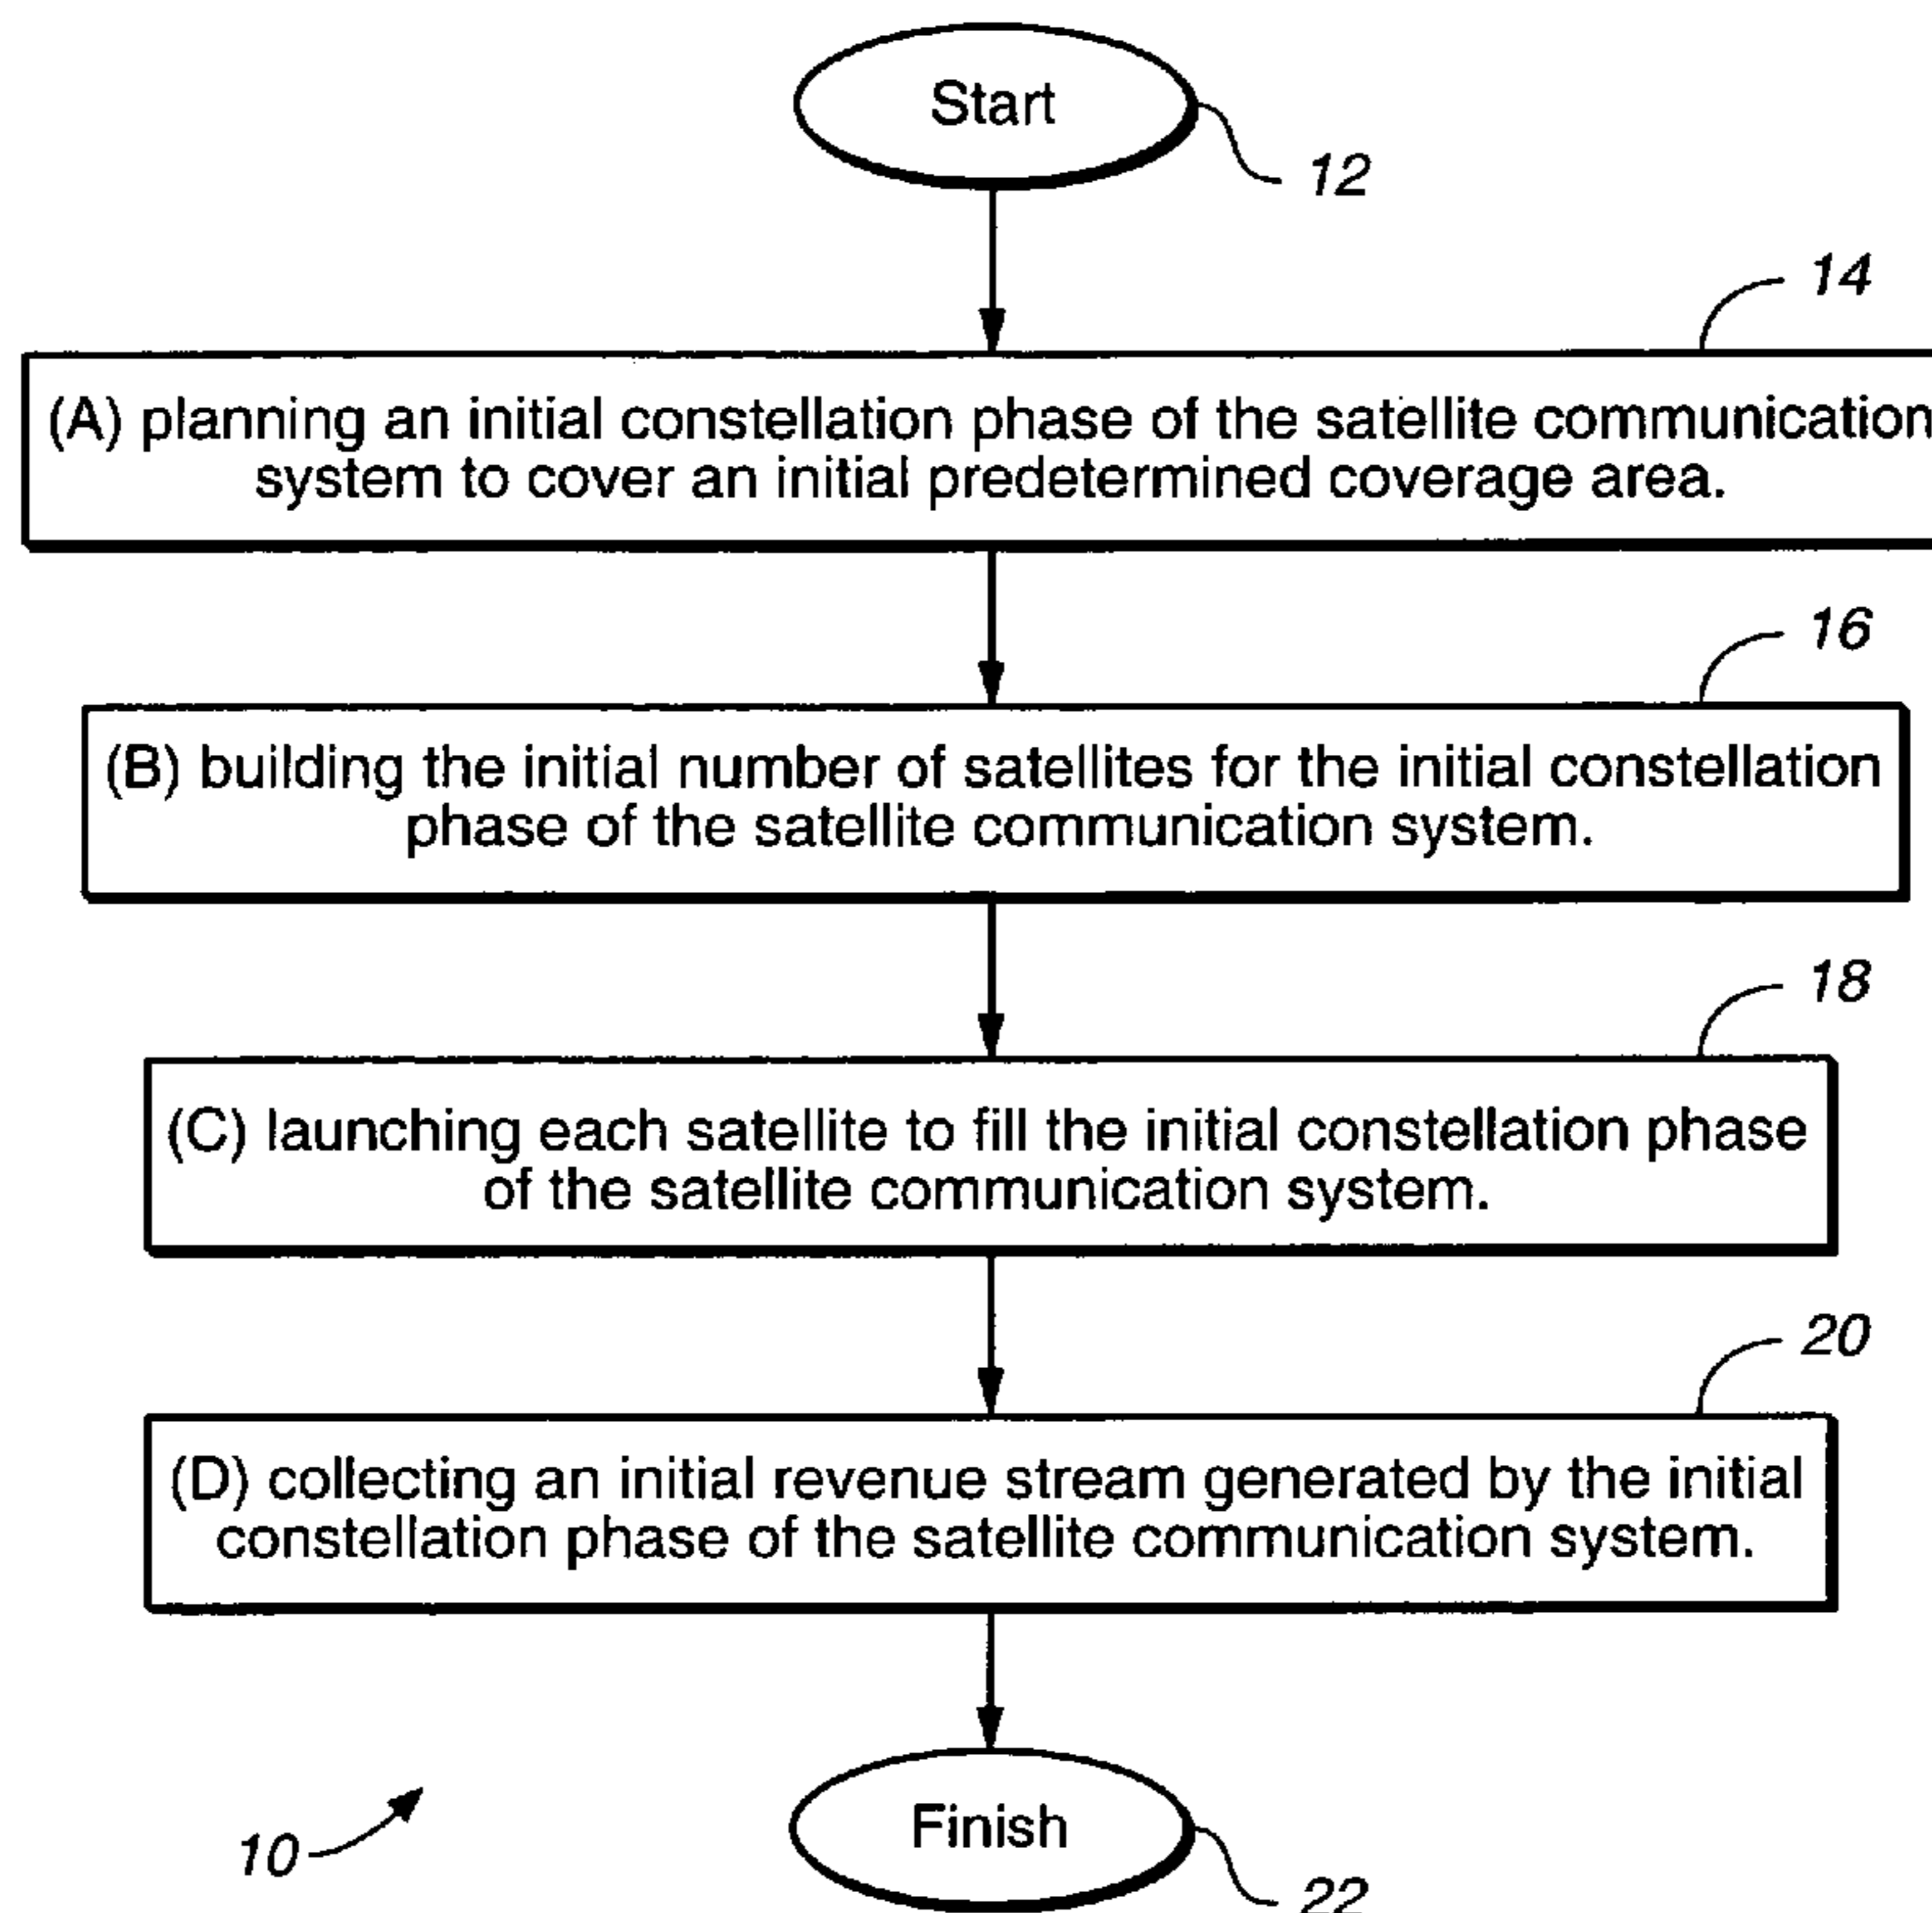 Start
12
14
(A) planning an initial constellation phase of the satellite communication
system to cover an initial predetermined coverage area.
16
(B) building the initial number of satellites for the initial constellation
phase of the satellite communication system.
18
(C) launching each satellite to fill the initial constellation phase
of the satellite communication system.
20
(D) collecting an initial revenue stream generated by the initial
constellation phase of the satellite communication system.
Finish
10
22